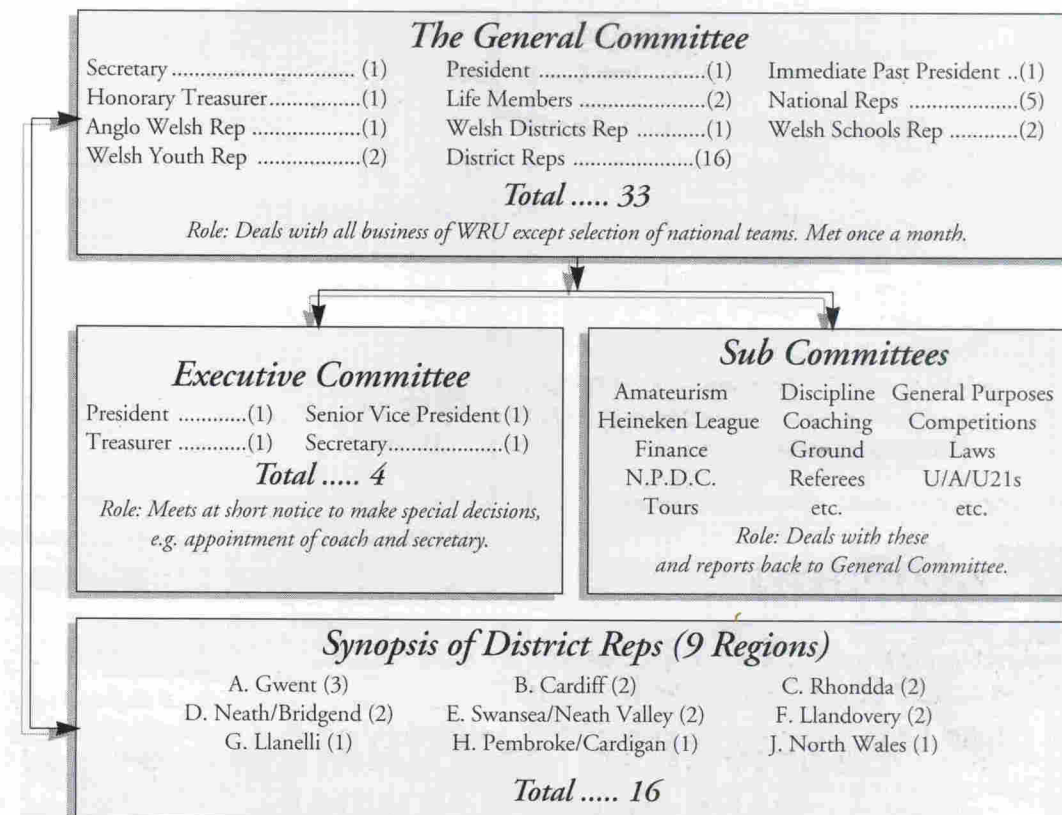 The General Committee
Secretary ............................. (1) President ..........................(1) Immediate Past President ..(1)
Honorary Treasurer...............(1) Life Members .....................(2) National Reps .................(5)
Anglo Welsh Rep .................(1) Welsh Districts Rep ............(1) Welsh Schools Rep ...........(2)
Welsh Youth Rep ................(2) District Reps ...................(16)
Total ..... 33
Role: Deals with all business of WRU except selection of national teams. Met once a month.
Executive Committee
President ...........(1) Senior Vice President (1)
Treasurer ...........(1) Secretary......................(1)
Total ..... 4
Role: Meets at short notice to make special decisions,
e.g. appointment of coach and secretary.
Sub Committees
Amateurism Discipline General Purposes
Heineken League Coaching Competitions
Finance Ground Laws
N.P.D.C. Referees U/A/U21s
Tours etc. etc.
Role: Deals with these
and reports back to General Committee.
Synopsis of District Reps (9 Regions)
A. Gwent (3) B. Cardiff (2) C. Rhondda (2)
D. Neath/Bridgend (2) E. Swansea/Neath Valley (2) F. Llandovery (2)
G. Llanelli (1) H. Pembroke/Cardigan (1) J. North Wales (1)
Total ..... 16